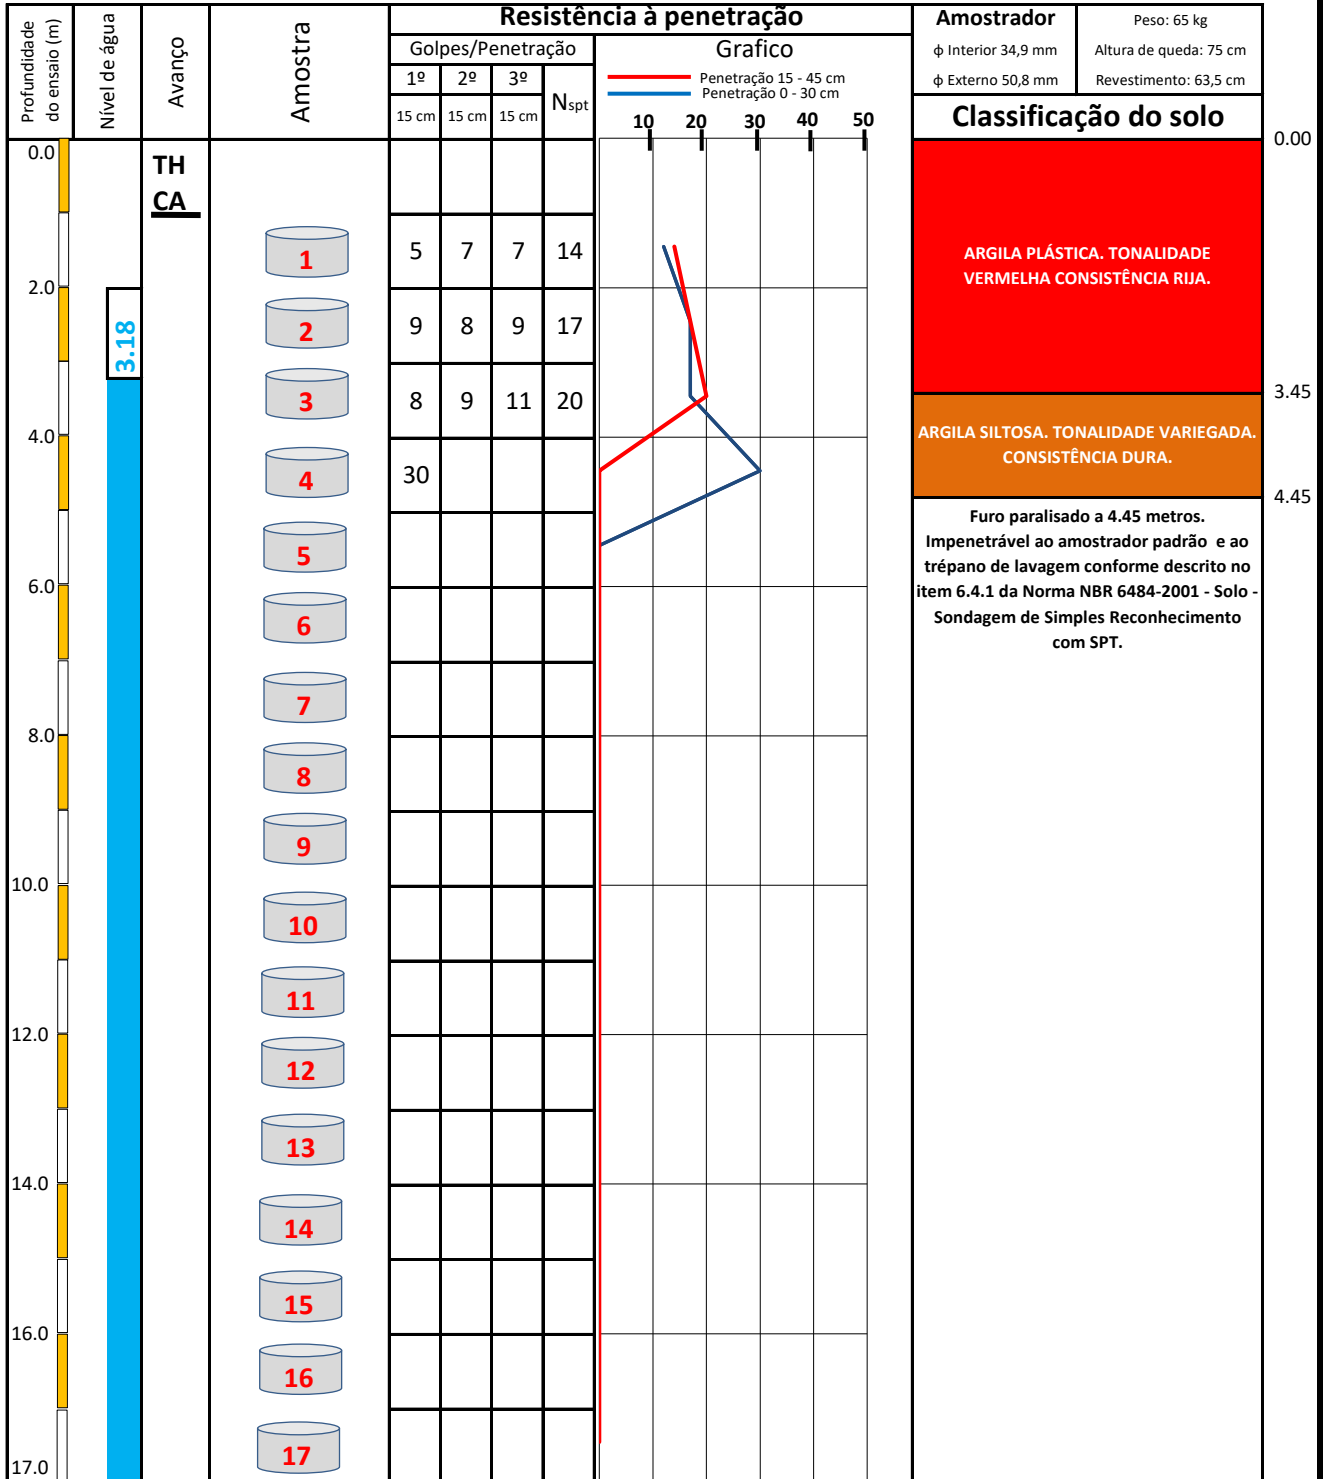 Profundidade
do ensaio (m)
Nível de água
Avanço
Amostra
Resistência à penetração
Golpes/Penetração
1º 2º 3º
15 cm 15 cm 15 cm
Nspt
Grafico
Penetração 15 - 45 cm
Penetração 0 - 30 cm
10 20 30 40 50
Amostrador
ϕ Interior 34,9 mm
ϕ Externo 50,8 mm
Peso: 65 kg
Altura de queda: 75 cm
Revestimento: 63,5 cm
Classificação do solo
0.0
TH
CA
0.00
1 5 7 7 14
ARGILA PLÁSTICA. TONALIDADE
VERMELHA CONSISTÊNCIA RIJA.
2.0
3.18
2 9 8 9 17
3 8 9 11 20
3.45
4.0
ARGILA SILTOSA. TONALIDADE VARIEGADA.
CONSISTÊNCIA DURA.
4 30
4.45
Furo paralisado a 4.45 metros.
Impenetrável ao amostrador padrão e ao
trépano de lavagem conforme descrito no
item 6.4.1 da Norma NBR 6484-2001 - Solo -
Sondagem de Simples Reconhecimento
com SPT.
5
6.0
6
7
8.0
8
9
10.0
10
11
12.0
12
13
14.0
14
15
16.0
16
17
17.0